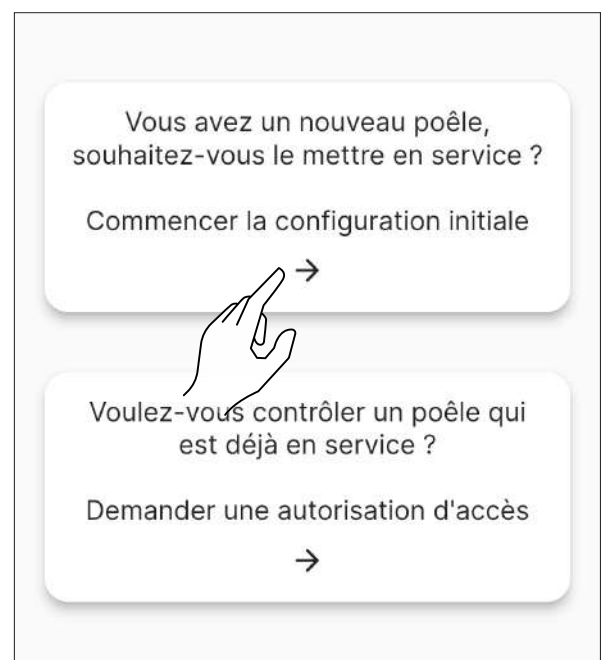 Vous avez un nouveau poêle,
souhaitez-vous le mettre en service ?
Commencer la configuration initiale
→
Voulez-vous contrôler un poêle qui
est déjà en service ?
Demander une autorisation d'accès
→